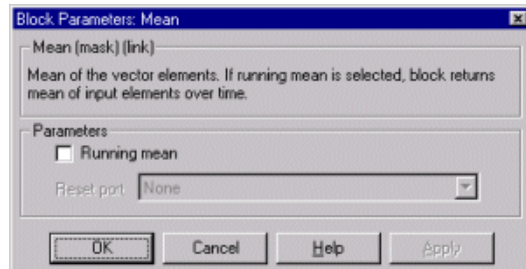 Block Parameters: Mean
Mean (mask) (link)
Mean of the vector elements. If running mean is selected, block returns
mean of input elements over time.
Parameters
Running mean
Reset port None
OK Cancel Help Apply